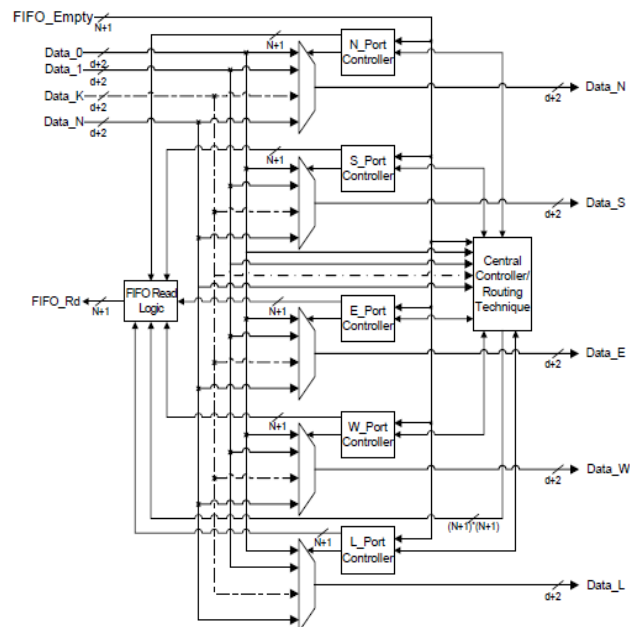 FIFO_Empty
N+1
Data_0
d+2
Data_1
d+2
Data_K
d+2
Data_N
d+2
N+1
N_Port
Controller
Data_N
d+2
N+1
S_Port
Controller
Data_S
d+2
Central
Controller/
Routing
Technique
FIFO_Rd
N+1
FIFO Read
Logic
N+1
E_Port
Controller
Data_E
d+2
N+1
W_Port
Controller
Data_W
d+2
(N+1)*(N+1)
N+1
L_Port
Controller
Data_L
d+2